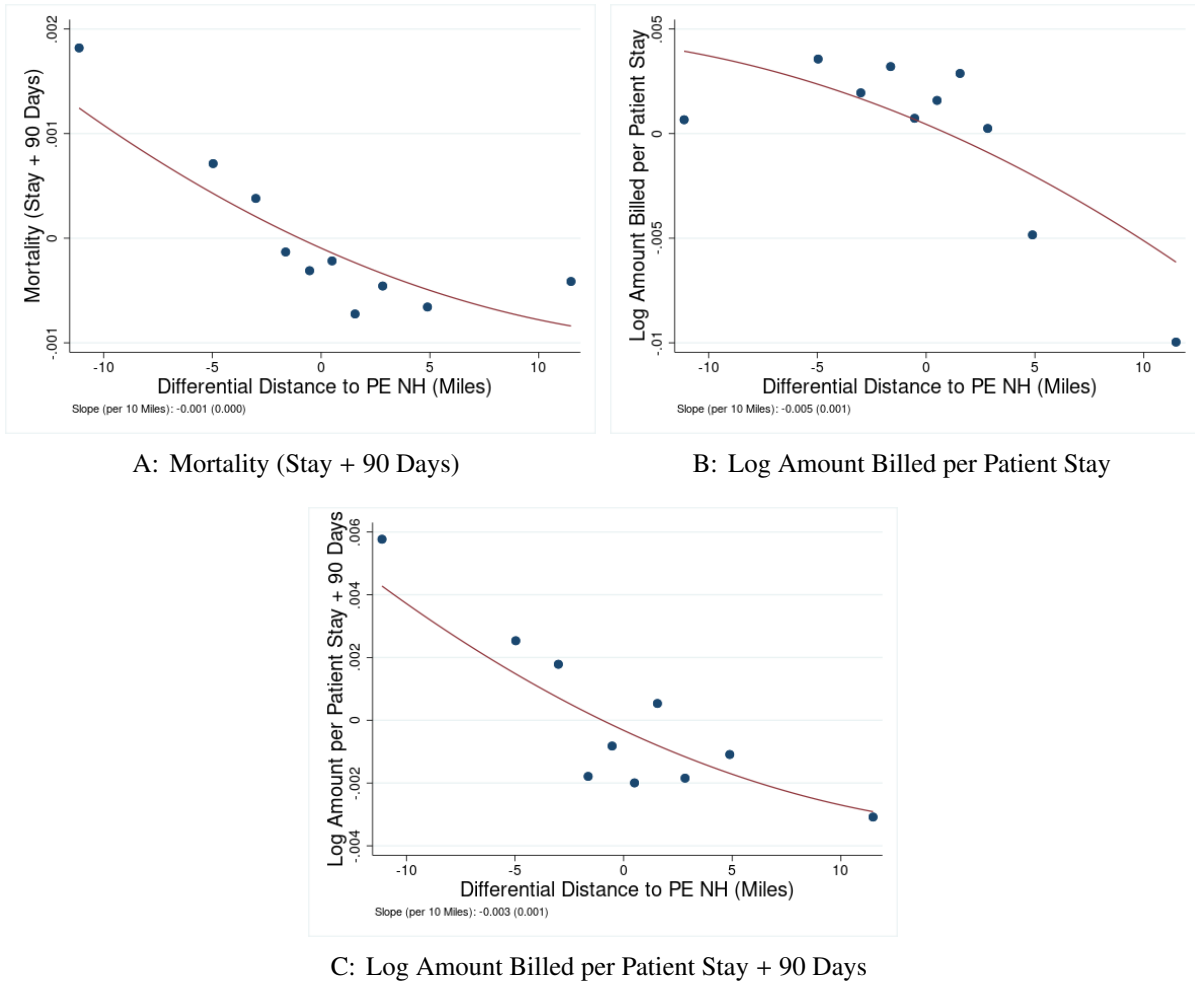 Mortality (Stay + 90 Days)
.002
.001
0
-.001
-10 -5 0 5 10
Differential Distance to PE NH (Miles)
Slope (per 10 Miles): -0.001 (0.000)
A: Mortality (Stay + 90 Days)
Log Amount Billed per Patient Stay
.005
0
-.005
-.01
-10 -5 0 5 10
Differential Distance to PE NH (Miles)
Slope (per 10 Miles): -0.005 (0.001)
B: Log Amount Billed per Patient Stay
Log Amount per Patient Stay + 90 Days
.006
.004
.002
0
-.002
-.004
-10 -5 0 5 10
Differential Distance to PE NH (Miles)
Slope (per 10 Miles): -0.003 (0.001)
C: Log Amount Billed per Patient Stay + 90 Days